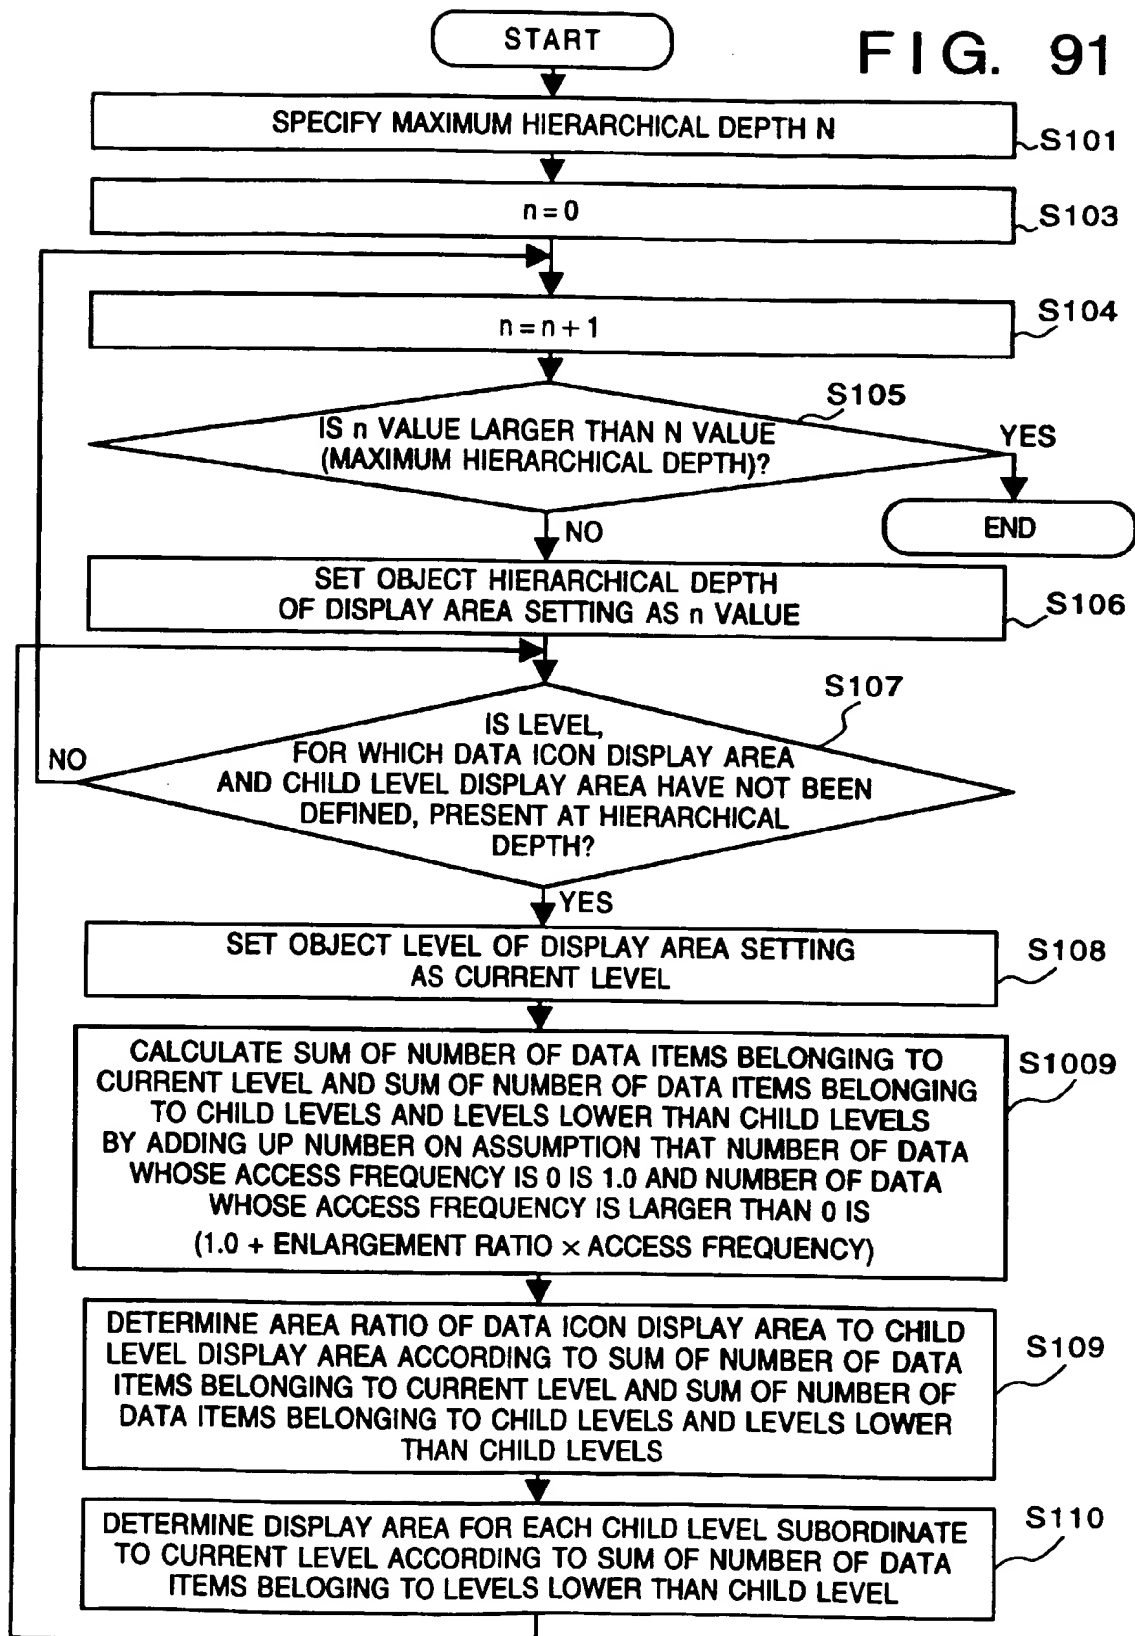 START
FIG. 91
SPECIFY MAXIMUM HIERARCHICAL DEPTH N
S101
n=0
S103
n=n+1
S104
S105
IS n VALUE LARGER THAN N VALUE
(MAXIMUM HIERARCHICAL DEPTH)?
YES
END
NO
SET OBJECT HIERARCHICAL DEPTH
OF DISPLAY AREA SETTING AS n VALUE
S106
S107
IS LEVEL,
FOR WHICH DATA ICON DISPLAY AREA
AND CHILD LEVEL DISPLAY AREA HAVE NOT BEEN
DEFINED, PRESENT AT HIERARCHICAL
DEPTH?
NO
YES
SET OBJECT LEVEL OF DISPLAY AREA SETTING
AS CURRENT LEVEL
S108
CALCULATE SUM OF NUMBER OF DATA ITEMS BELONGING TO
CURRENT LEVEL AND SUM OF NUMBER OF DATA ITEMS BELONGING
TO CHILD LEVELS AND LEVELS LOWER THAN CHILD LEVELS
BY ADDING UP NUMBER ON ASSUMPTION THAT NUMBER OF DATA
WHOSE ACCESS FREQUENCY IS 0 IS 1.0 AND NUMBER OF DATA
WHOSE ACCESS FREQUENCY IS LARGER THAN 0 IS
(1.0 + ENLARGEMENT RATIO × ACCESS FREQUENCY)
S1009
DETERMINE AREA RATIO OF DATA ICON DISPLAY AREA TO CHILD
LEVEL DISPLAY AREA ACCORDING TO SUM OF NUMBER OF DATA
ITEMS BELONGING TO CURRENT LEVEL AND SUM OF NUMBER OF
DATA ITEMS BELONGING TO CHILD LEVELS AND LEVELS LOWER
THAN CHILD LEVELS
S109
DETERMINE DISPLAY AREA FOR EACH CHILD LEVEL SUBORDINATE
TO CURRENT LEVEL ACCORDING TO SUM OF NUMBER OF DATA
ITEMS BELOGING TO LEVELS LOWER THAN CHILD LEVEL
S110